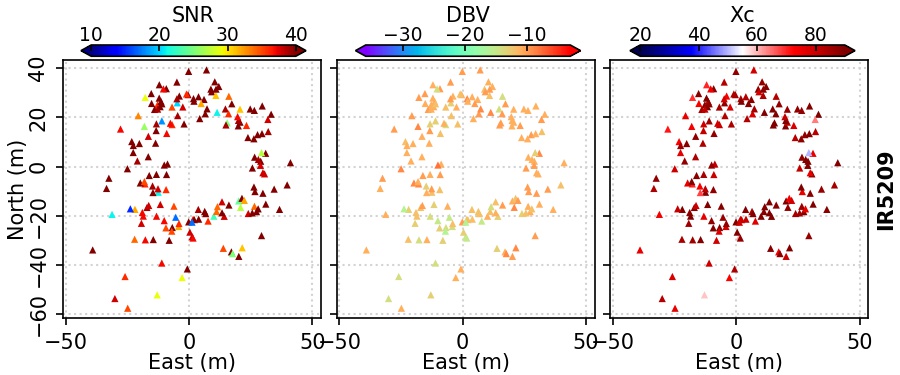 SNR DBV Xc
10 20 30 40 −30 −20 −10 20 40 60 80
40
20
0
−20
−40
−60
North (m)
IR5209
−50 0 50 −50 0 50 −50 0 50
East (m) East (m) East (m)